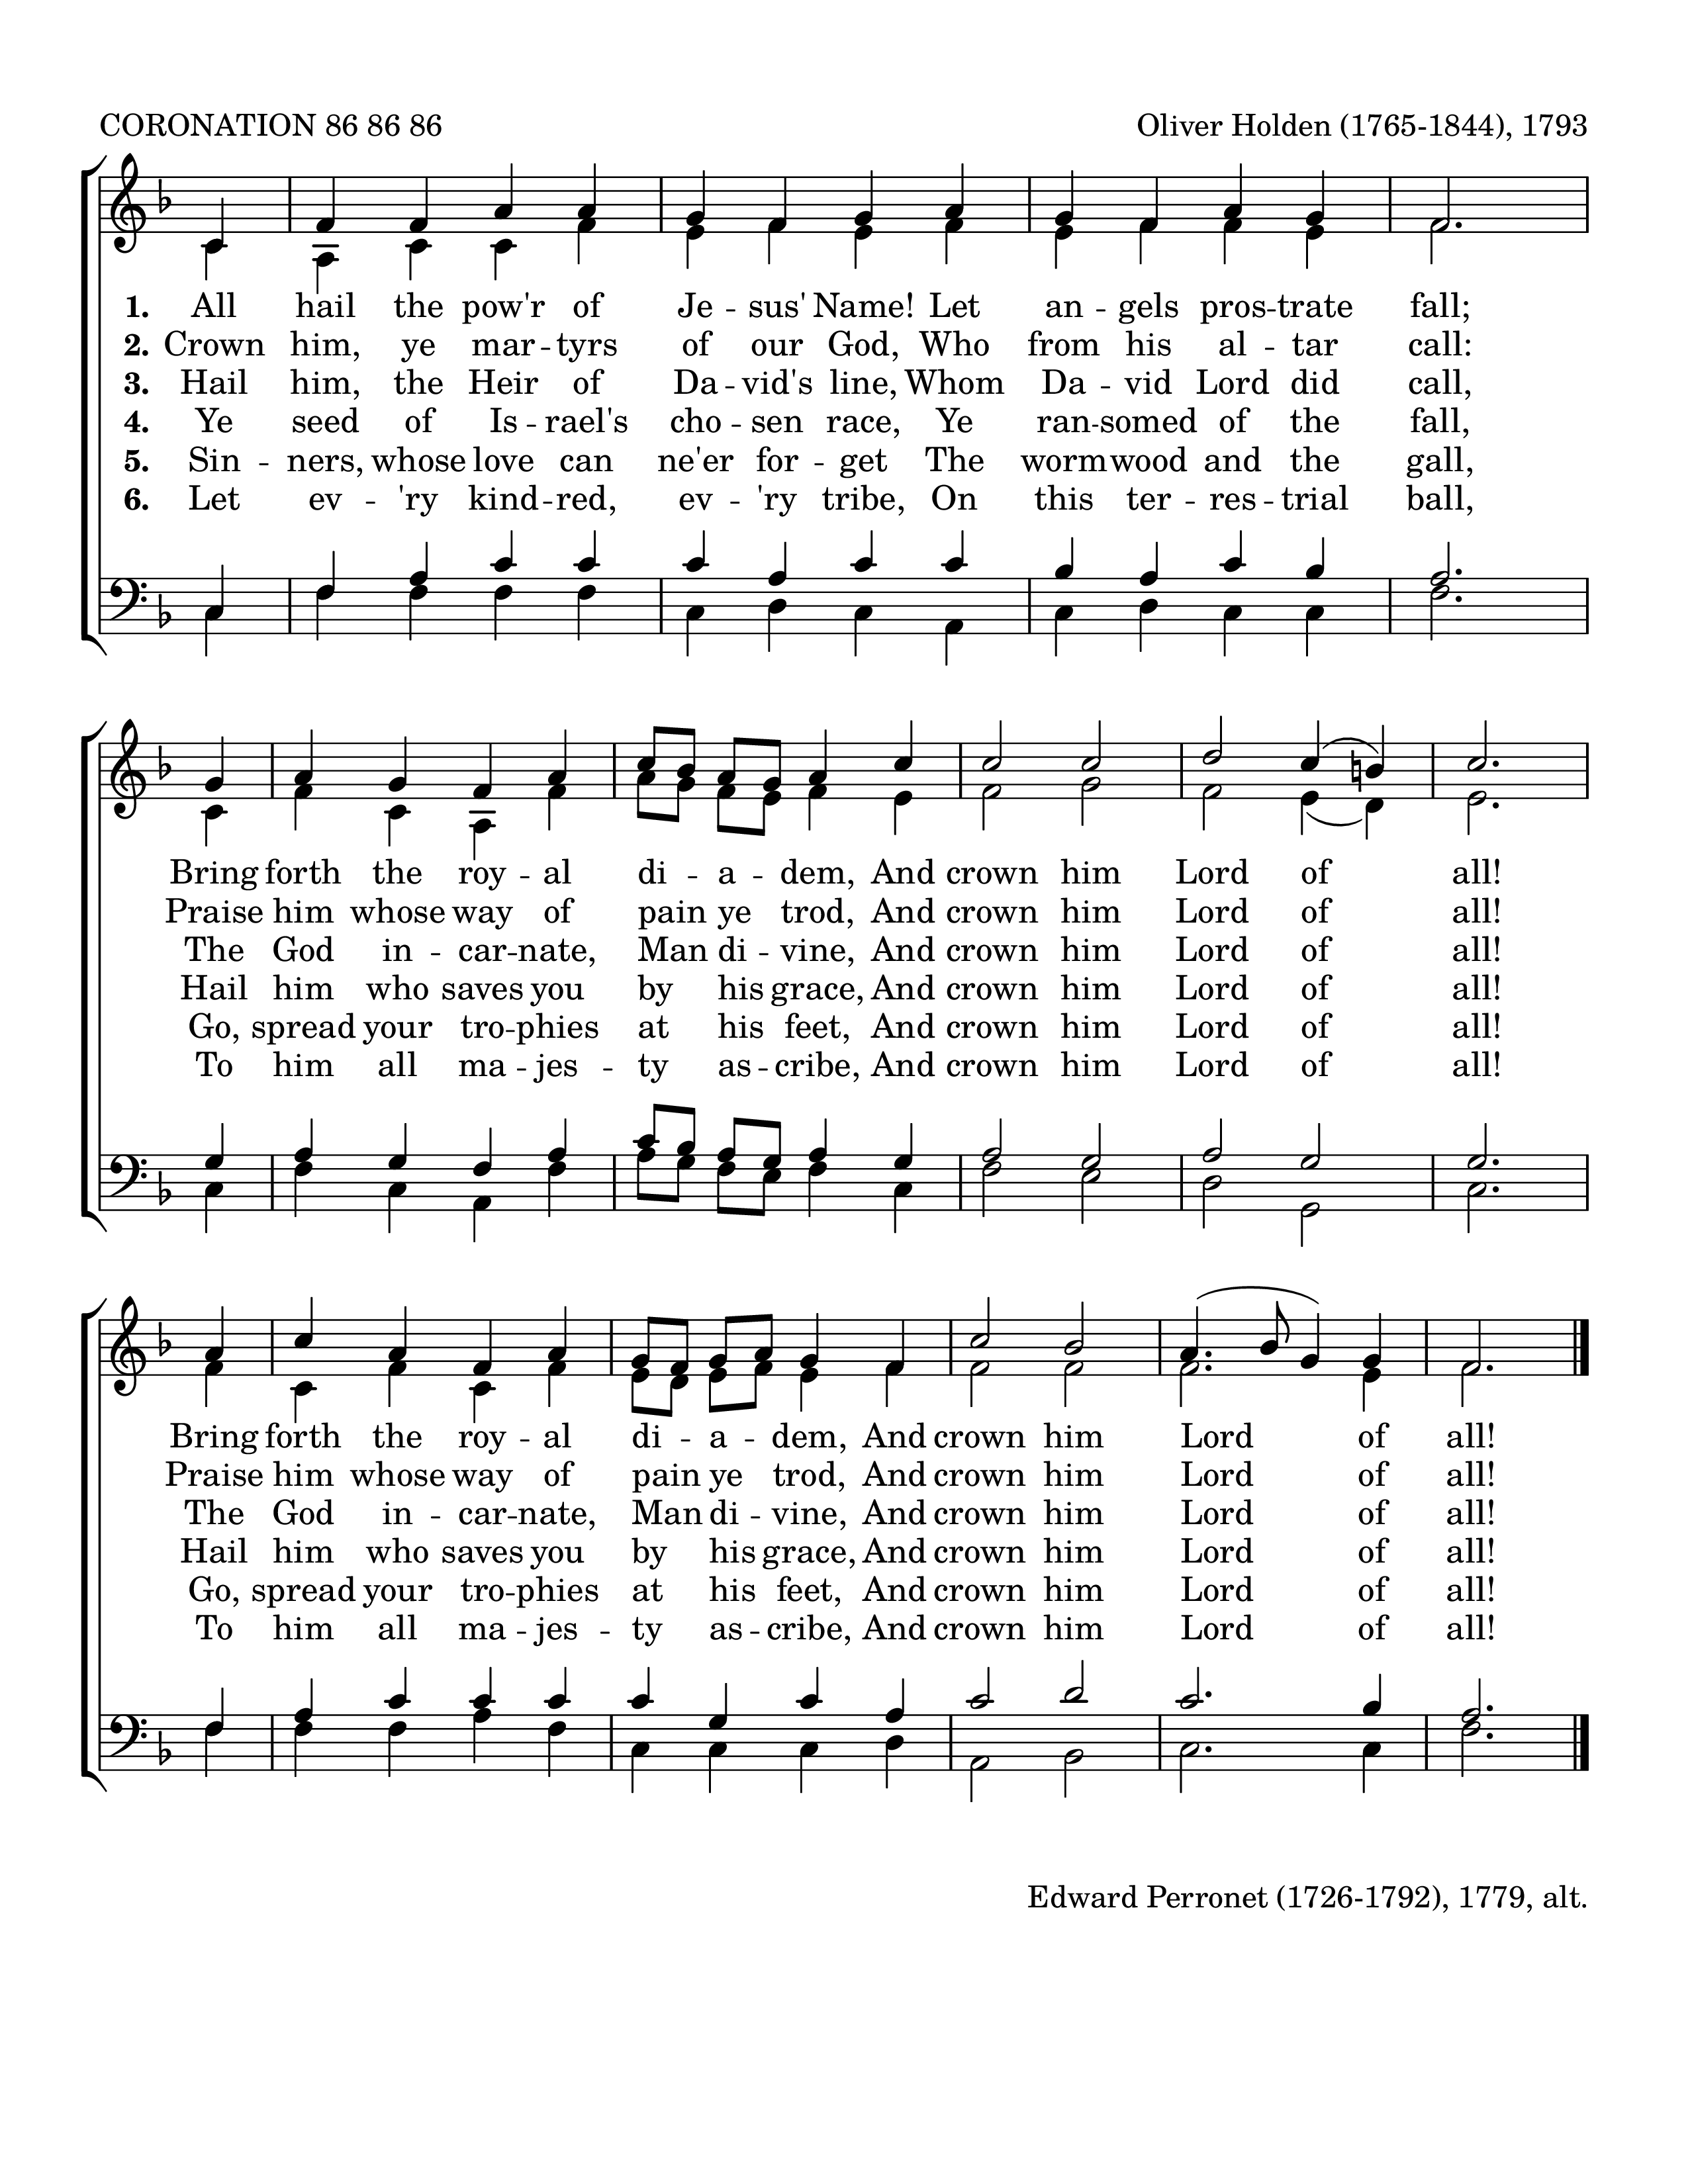 CORONATION 86 86 86 Oliver Holden (1765-1844), 1793
1. All hail the pow'r of Je - sus' Name! Let an - gels pros - trate fall;
2. Crown him, ye mar - tyrs of our God, Who from his al - tar call:
3. Hail him, the Heir of Da - vid's line, Whom Da - vid Lord did call,
4. Ye seed of Is - rael's cho - sen race, Ye ran - somed of the fall,
5. Sin - ners, whose love can ne'er for - get The worm - wood and the gall,
6. Let ev - 'ry kind - red, ev - 'ry tribe, On this ter - res - trial ball,
Bring forth the roy - al di - a - dem, And crown him Lord of all!
Praise him whose way of pain ye trod, And crown him Lord of all!
The God in - car - nate, Man di - vine, And crown him Lord of all!
Hail him who saves you by his grace, And crown him Lord of all!
Go, spread your tro - phies at his feet, And crown him Lord of all!
To him all ma - jes - ty as - cribe, And crown him Lord of all!
Bring forth the roy - al di - a - dem, And crown him Lord of all!
Praise him whose way of pain ye trod, And crown him Lord of all!
The God in - car - nate, Man di - vine, And crown him Lord of all!
Hail him who saves you by his grace, And crown him Lord of all!
Go, spread your tro - phies at his feet, And crown him Lord of all!
To him all ma - jes - ty as - cribe, And crown him Lord of all!
Edward Perronet (1726-1792), 1779, alt.